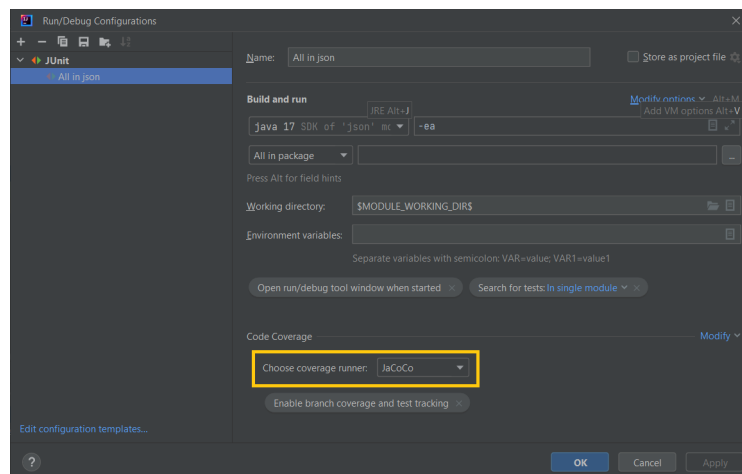 Run/Debug Configurations
JUnit
All in json
Name: All in json
Store as project file
Build and run
Modify options Alt+M
JRE Alt+J
Add VM options Alt+V
java 17 SDK of 'json' mc
-ea
All in package
Press Alt for field hints
Working directory: $MODULE_WORKING_DIR$
Environment variables:
Separate variables with semicolon: VAR=value; VAR1=value1
Open run/debug tool window when started
Search for tests: In single module
Code Coverage
Modify
Choose coverage runner: JaCoCo
Enable branch coverage and test tracking
Edit configuration templates...
?
OK
Cancel
Apply